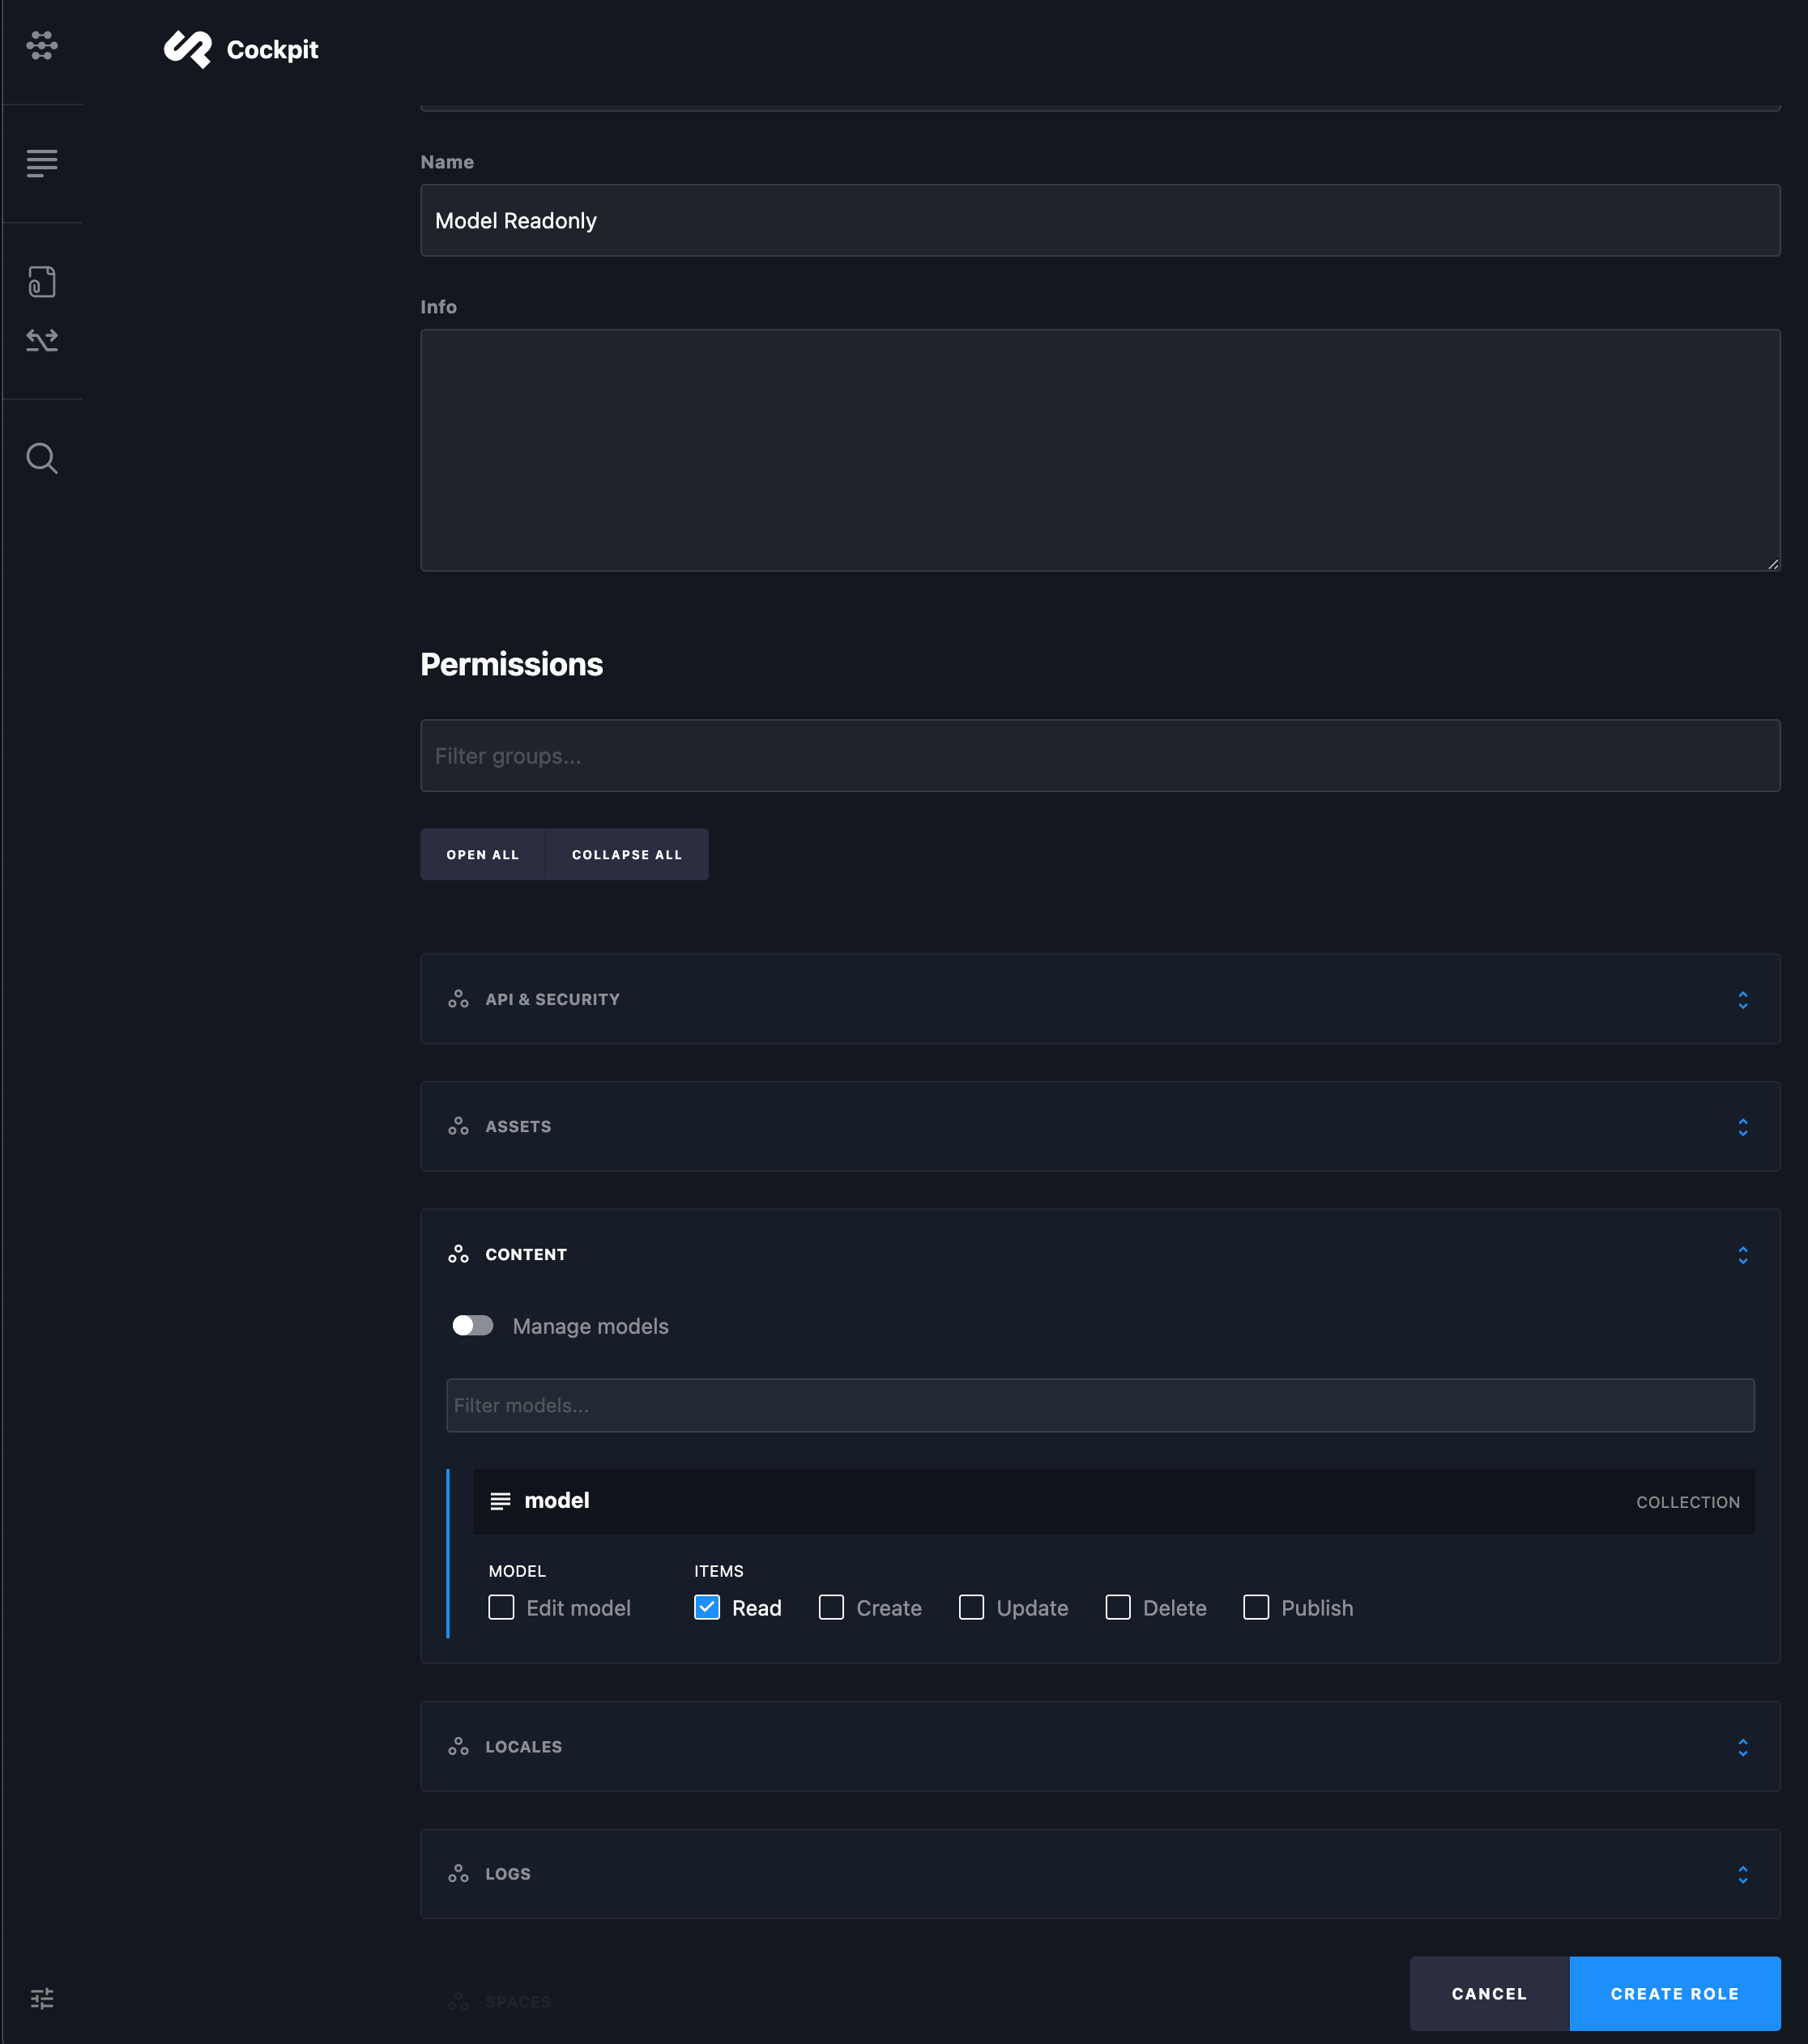 Cockpit
Name
Model Readonly
Info
Permissions
Filter groups...
OPEN ALL COLLAPSE ALL
API & SECURITY
ASSETS
CONTENT
Manage models
Filter models...
model COLLECTION
MODEL ITEMS
Edit model Read Create Update Delete Publish
LOCALES
LOGS
SPACES
CANCEL CREATE ROLE